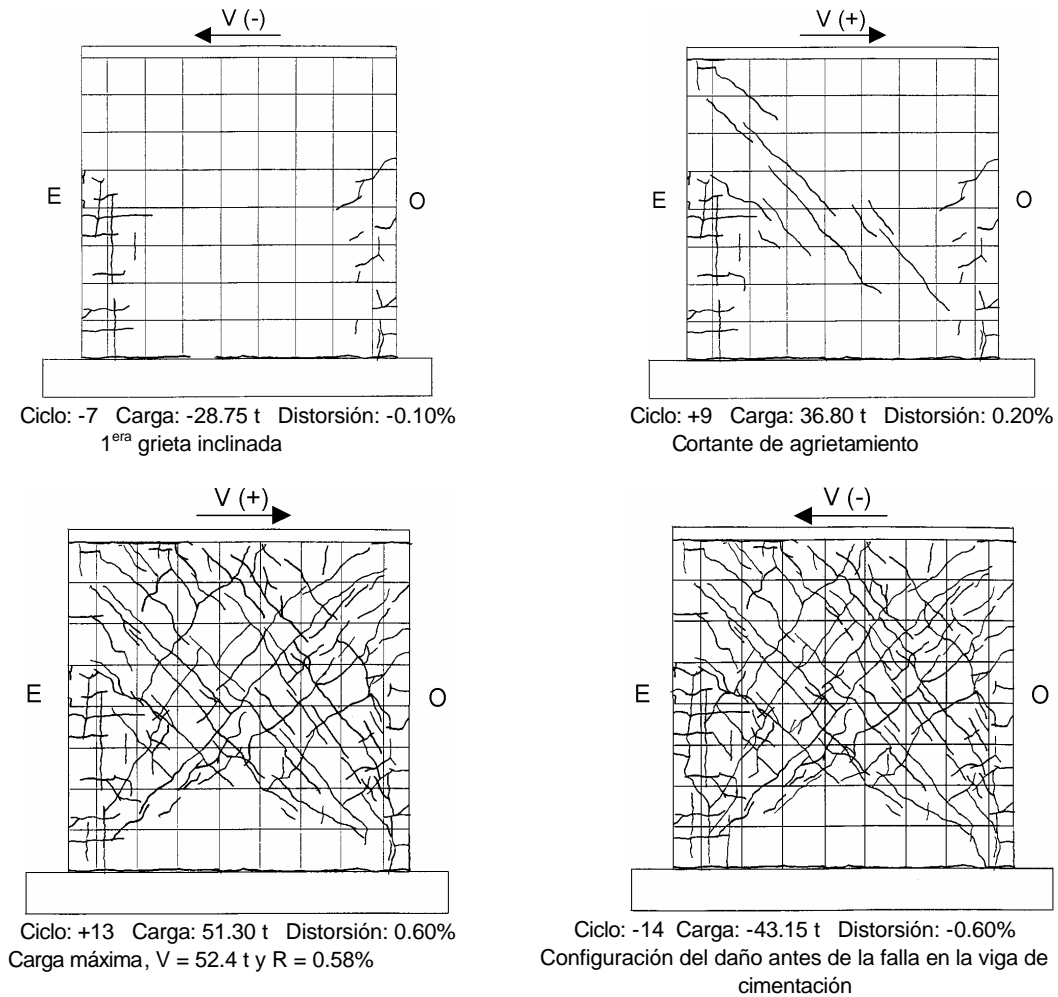 V (-)
E
O
Ciclo: -7 Carga: -28.75 t Distorsión: -0.10%
1era grieta inclinada
V (+)
E
O
Ciclo: +9 Carga: 36.80 t Distorsión: 0.20%
Cortante de agrietamiento
V (+)
E
O
Ciclo: +13 Carga: 51.30 t Distorsión: 0.60%
Carga máxima, V = 52.4 t y R = 0.58%
V (-)
E
O
Ciclo: -14 Carga: -43.15 t Distorsión: -0.60%
Configuración del daño antes de la falla en la viga de
cimentación